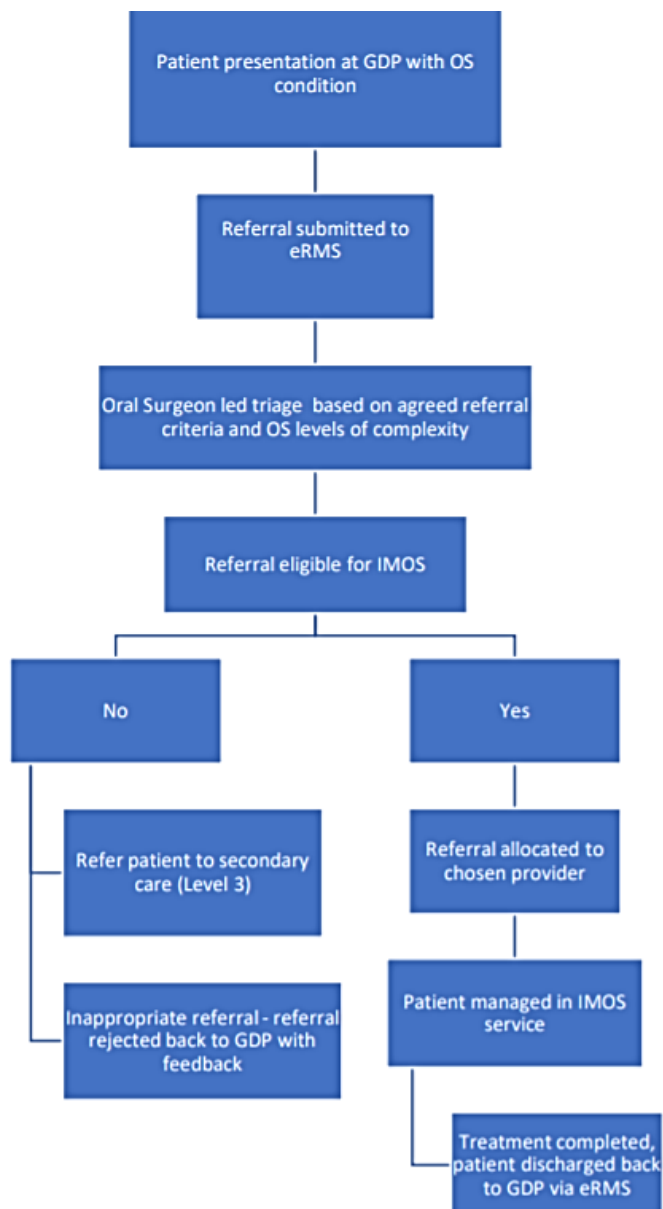 Patient presentation at GDP with OS
condition
Referral submitted to
eRMS
Oral Surgeon led triage based on agreed referral
criteria and OS levels of complexity
Referral eligible for IMOS
No
Yes
Refer patient to secondary
care (Level 3)
Referral allocated to
chosen provider
Inappropriate referral - referral
rejected back to GDP with
feedback
Patient managed in IMOS
service
Treatment completed,
patient discharged back
to GDP via eRMS